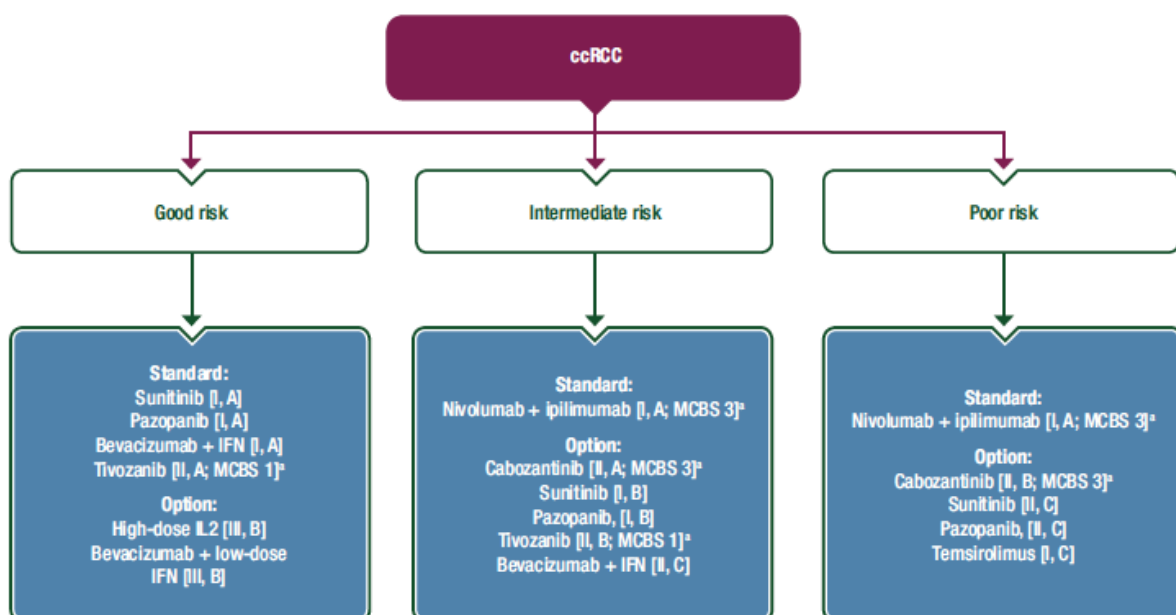 ccRCC
Good risk
Intermediate risk
Poor risk
Standard:
Sunitinib [I, A]
Pazopanib [I, A]
Bevacizumab + IFN [I, A]
Tivozanib [II, A; MCBS 1]ᵃ
Option:
High-dose IL2 [III, B]
Bevacizumab + low-dose
IFN [III, B]
Standard:
Nivolumab + ipilimumab [I, A; MCBS 3]ᵃ
Option:
Cabozantinib [II, A; MCBS 3]ᵃ
Sunitinib [I, B]
Pazopanib, [I, B]
Tivozanib [II, B; MCBS 1]ᵃ
Bevacizumab + IFN [II, C]
Standard:
Nivolumab + ipilimumab [I, A; MCBS 3]ᵃ
Option:
Cabozantinib [II, B; MCBS 3]ᵃ
Sunitinib [II, C]
Pazopanib, [II, C]
Temsirolimus [I, C]